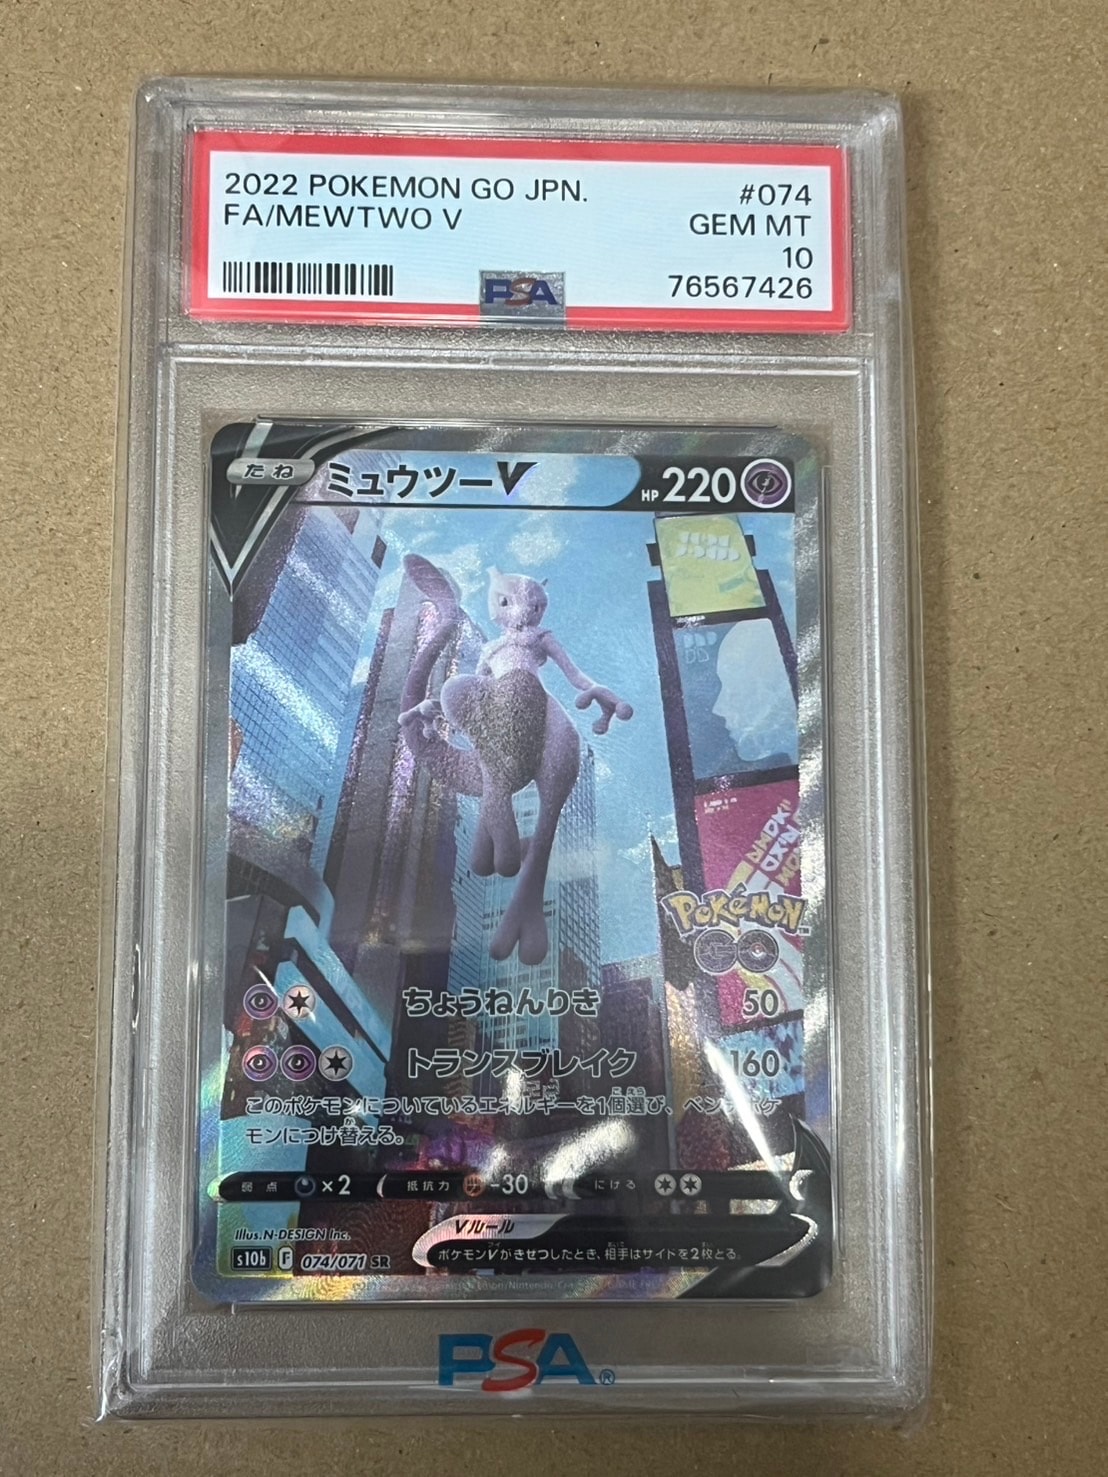 2022 POKEMON GO JPN. #074
FA/MEWTWO V GEM MT
10
76567426
PSA
たね ミュウツーV HP 220
Pokémon
GO
ちょうねんりき 50
トランスブレイク 160
このポケモンについているエネルギーを1個選び、ベンチポケ
モンにつけ替える。
弱点 ×2 抵抗力 -30 にげる
Illus. N-DESIGN Inc.
Vルール
ポケモンVがきぜつしたとき、相手はサイドを2枚とる。
s10b F 074/071 SR
PSA®